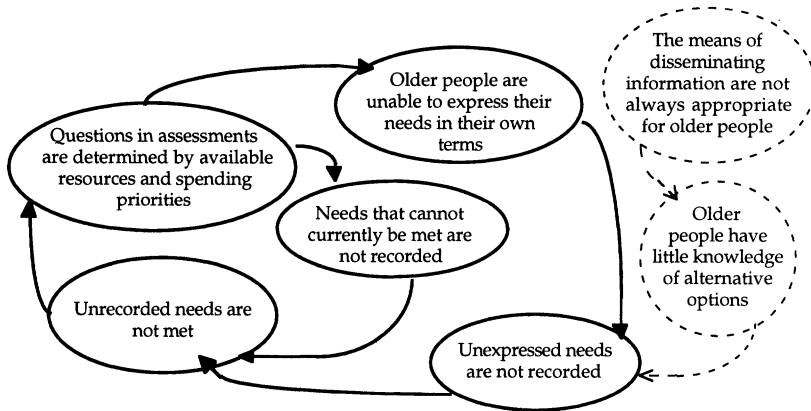 The means of
disseminating
information are not
always appropriate
for older people
Older people are
unable to express their
needs in their own
terms
Questions in assessments
are determined by available
resources and spending
priorities
Needs that cannot
currently be met are
not recorded
Older
people have
little knowledge
of alternative
options
Unrecorded needs are
not met
Unexpressed needs
are not recorded